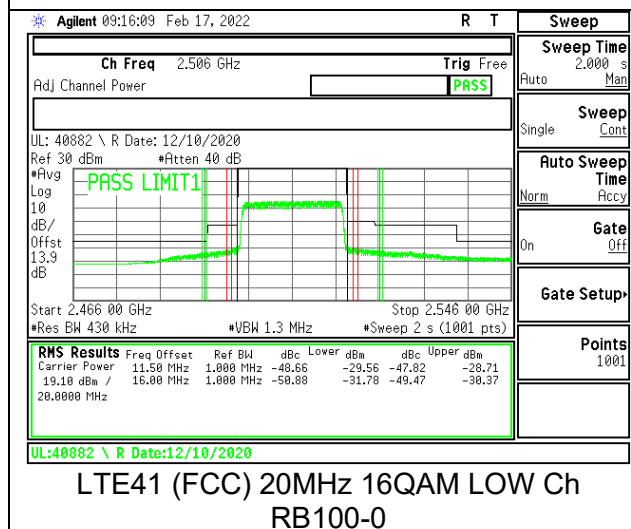 Agilent 09:16:09 Feb 17, 2022 R T
Ch Freq 2.506 GHz Trig Free
Adj Channel Power PASS
UL: 40882 \ R Date: 12/10/2020
Ref 30 dBm #Atten 40 dB
#Avg
Log
10
dB/
Offst
13.9
dB
PASS LIMIT1
Start 2.466 00 GHz Stop 2.546 00 GHz
#Res BW 430 kHz #VBW 1.3 MHz #Sweep 2 s (1001 pts)
RMS Results Freq Offset Ref BW dBc Lower dBm dBc Upper dBm
Carrier Power 11.50 MHz 1.000 MHz -48.66 -29.56 -47.82 -28.71
19.10 dBm / 16.00 MHz 1.000 MHz -50.88 -31.78 -49.47 -30.37
20.0000 MHz
UL:40882 \ R Date:12/10/2020
Sweep
Sweep Time
2.000 s
Auto Man
Sweep
Single Cont
Auto Sweep
Time
Norm Accy
Gate
On Off
Gate Setup
Points
1001
LTE41 (FCC) 20MHz 16QAM LOW Ch
RB100-0